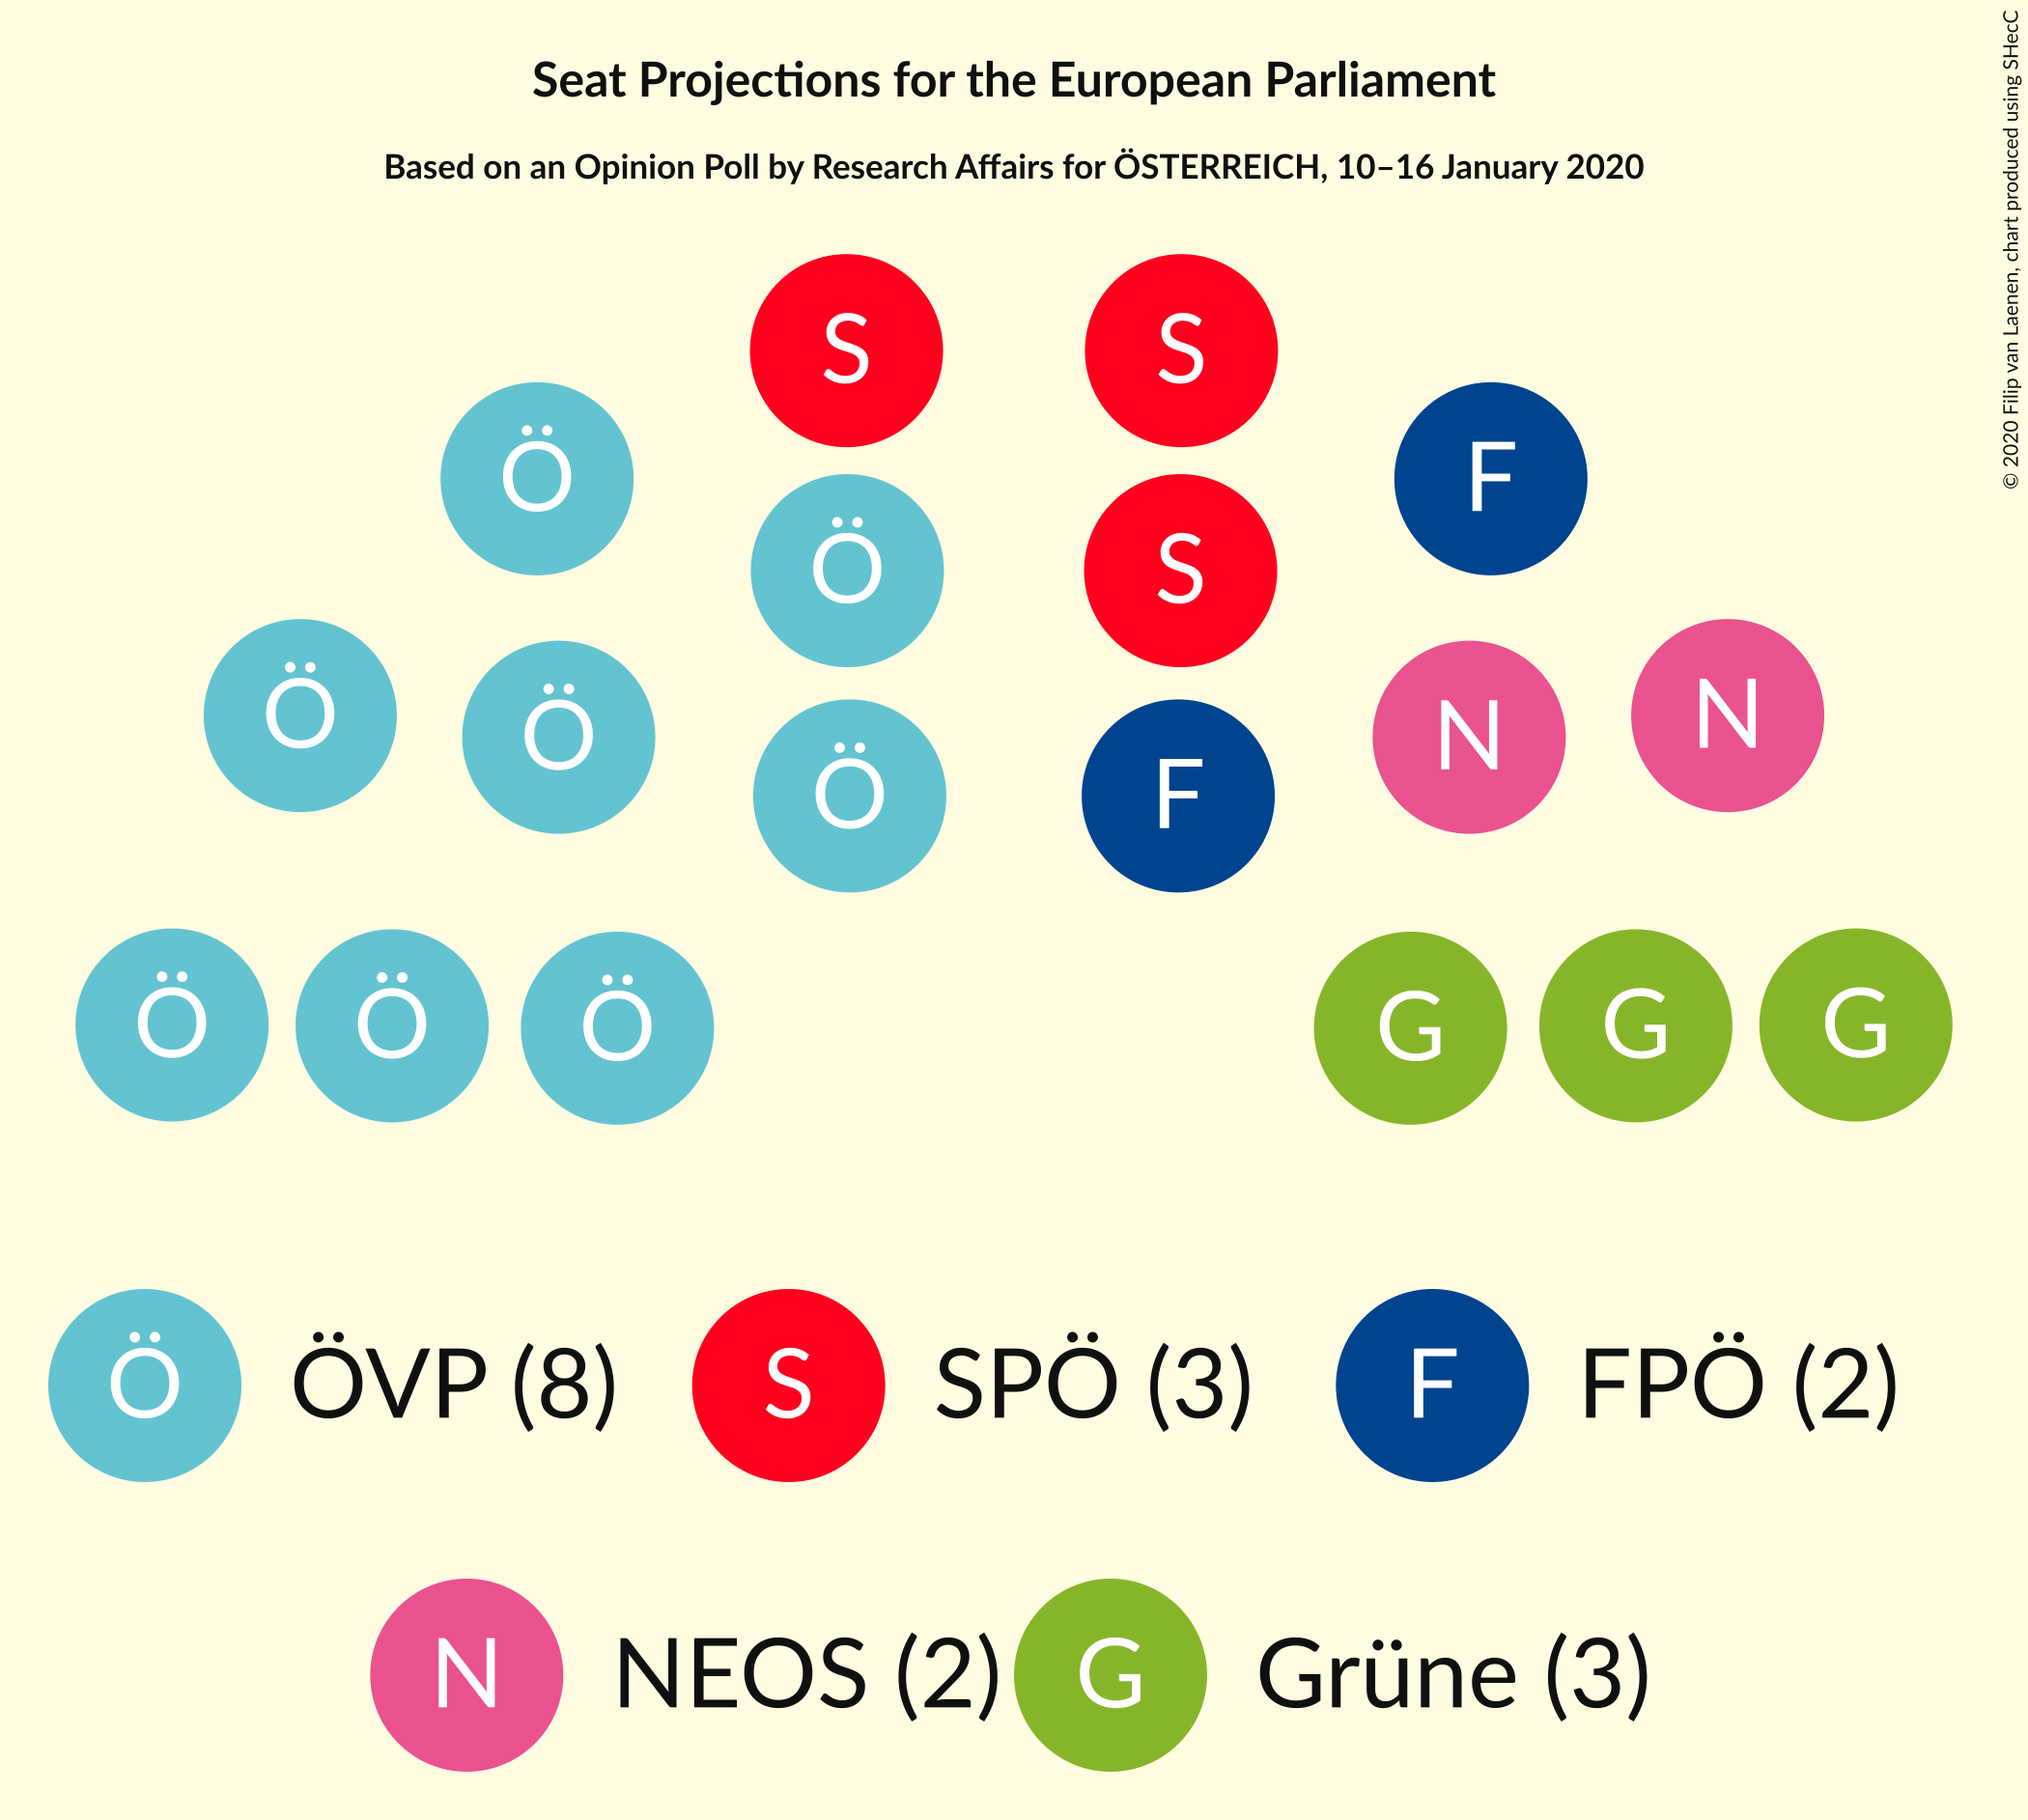 Seat Projections for the European Parliament
Based on an Opinion Poll by Research Affairs for ÖSTERREICH, 10–16 January 2020
© 2020 Filip van Laenen, chart produced using SHecC
S S
Ö F
Ö S
Ö N
Ö N
Ö F
Ö Ö Ö G G G
Ö ÖVP (8) S SPÖ (3) F FPÖ (2)
N NEOS (2) G Grüne (3)